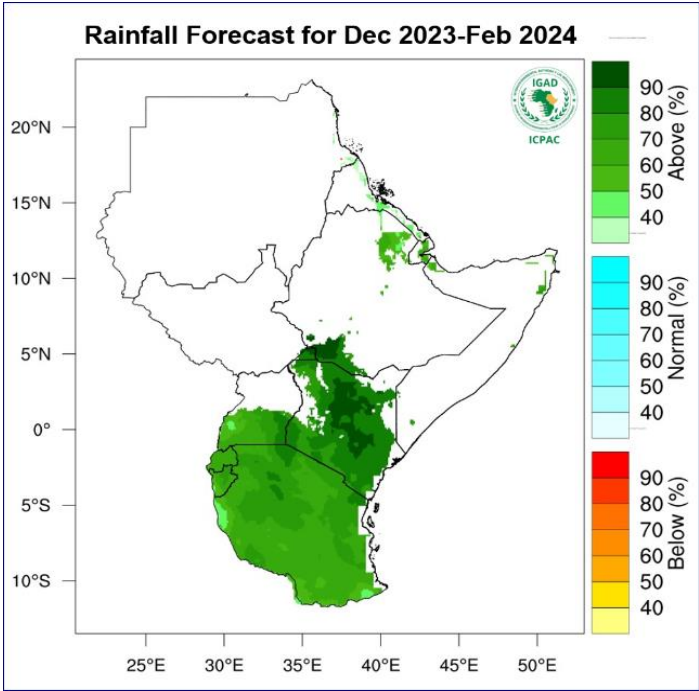 Rainfall Forecast for Dec 2023-Feb 2024
IGAD
ICPAC
20°N
15°N
10°N
5°N
0°
5°S
10°S
25°E
30°E
35°E
40°E
45°E
50°E
90
80
70
60
50
40
Above (%)
90
80
70
60
50
40
Normal (%)
90
80
70
60
50
40
Below (%)